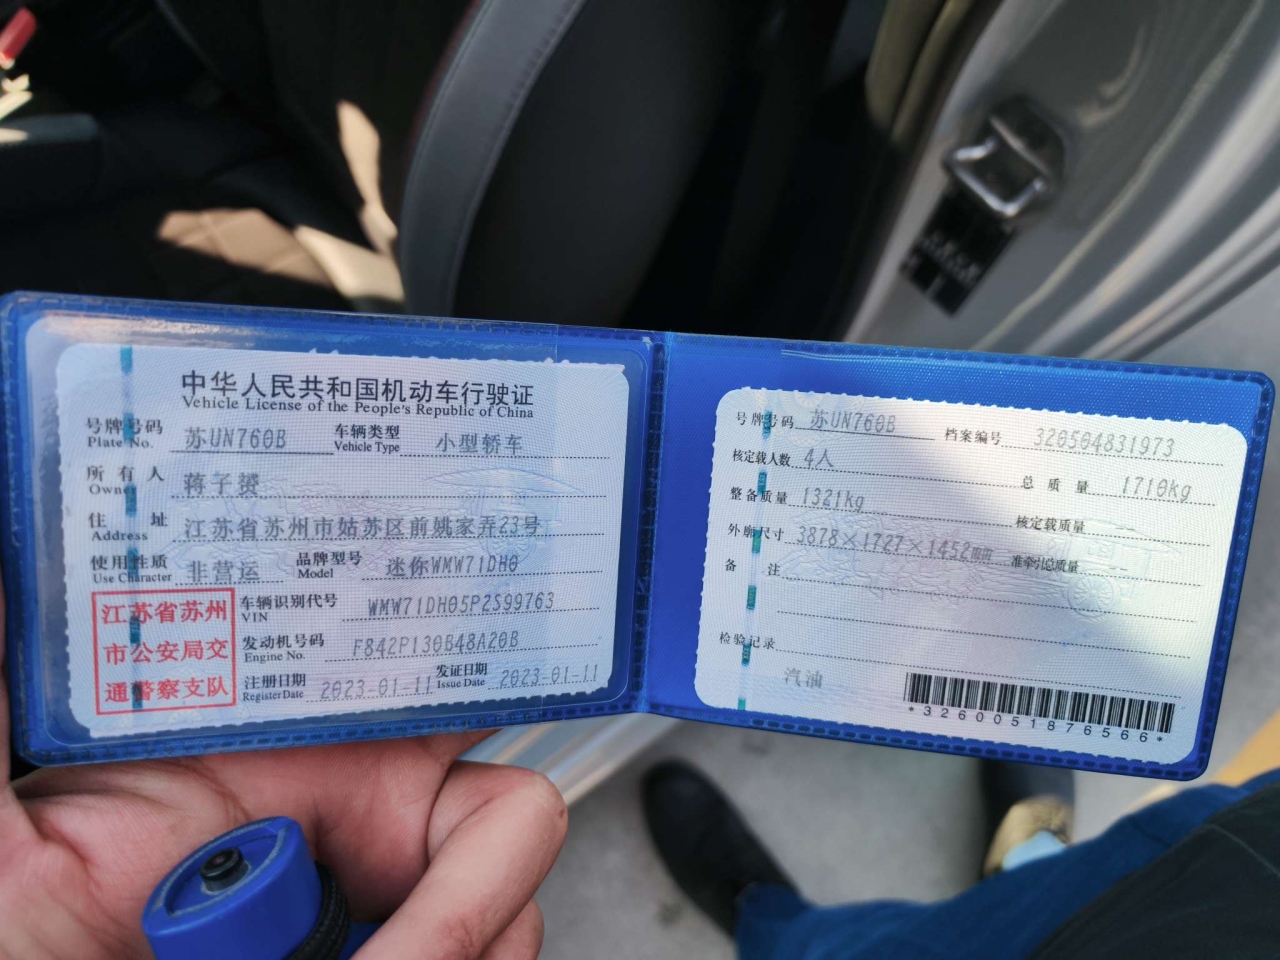 中华人民共和国机动车行驶证
Vehicle License of the People's Republic of China
号牌号码 苏UN760B 车辆类型 小型轿车
Plate No. Vehicle Type
所有人 蒋子赟
Owner
住址 江苏省苏州市姑苏区前姚家弄23号
Address
使用性质 非营运 品牌型号 迷你WMW71DH0
Use Character Model
江苏省苏州
市公安局交
通警察支队
车辆识别代号 WMW71DH05P2S99763
VIN
发动机号码 F842P130B48A20B
Engine No.
注册日期 2023-01-11 发证日期 2023-01-11
Register Date Issue Date
号牌号码 苏UN760B 档案编号 320504831973
核定载人数 4人 总质量 1710kg
整备质量 1321kg 核定载质量 --
外廓尺寸 3878×1727×1452mm 准牵引总质量 --
备注
检验记录
汽油
*3260051876566*